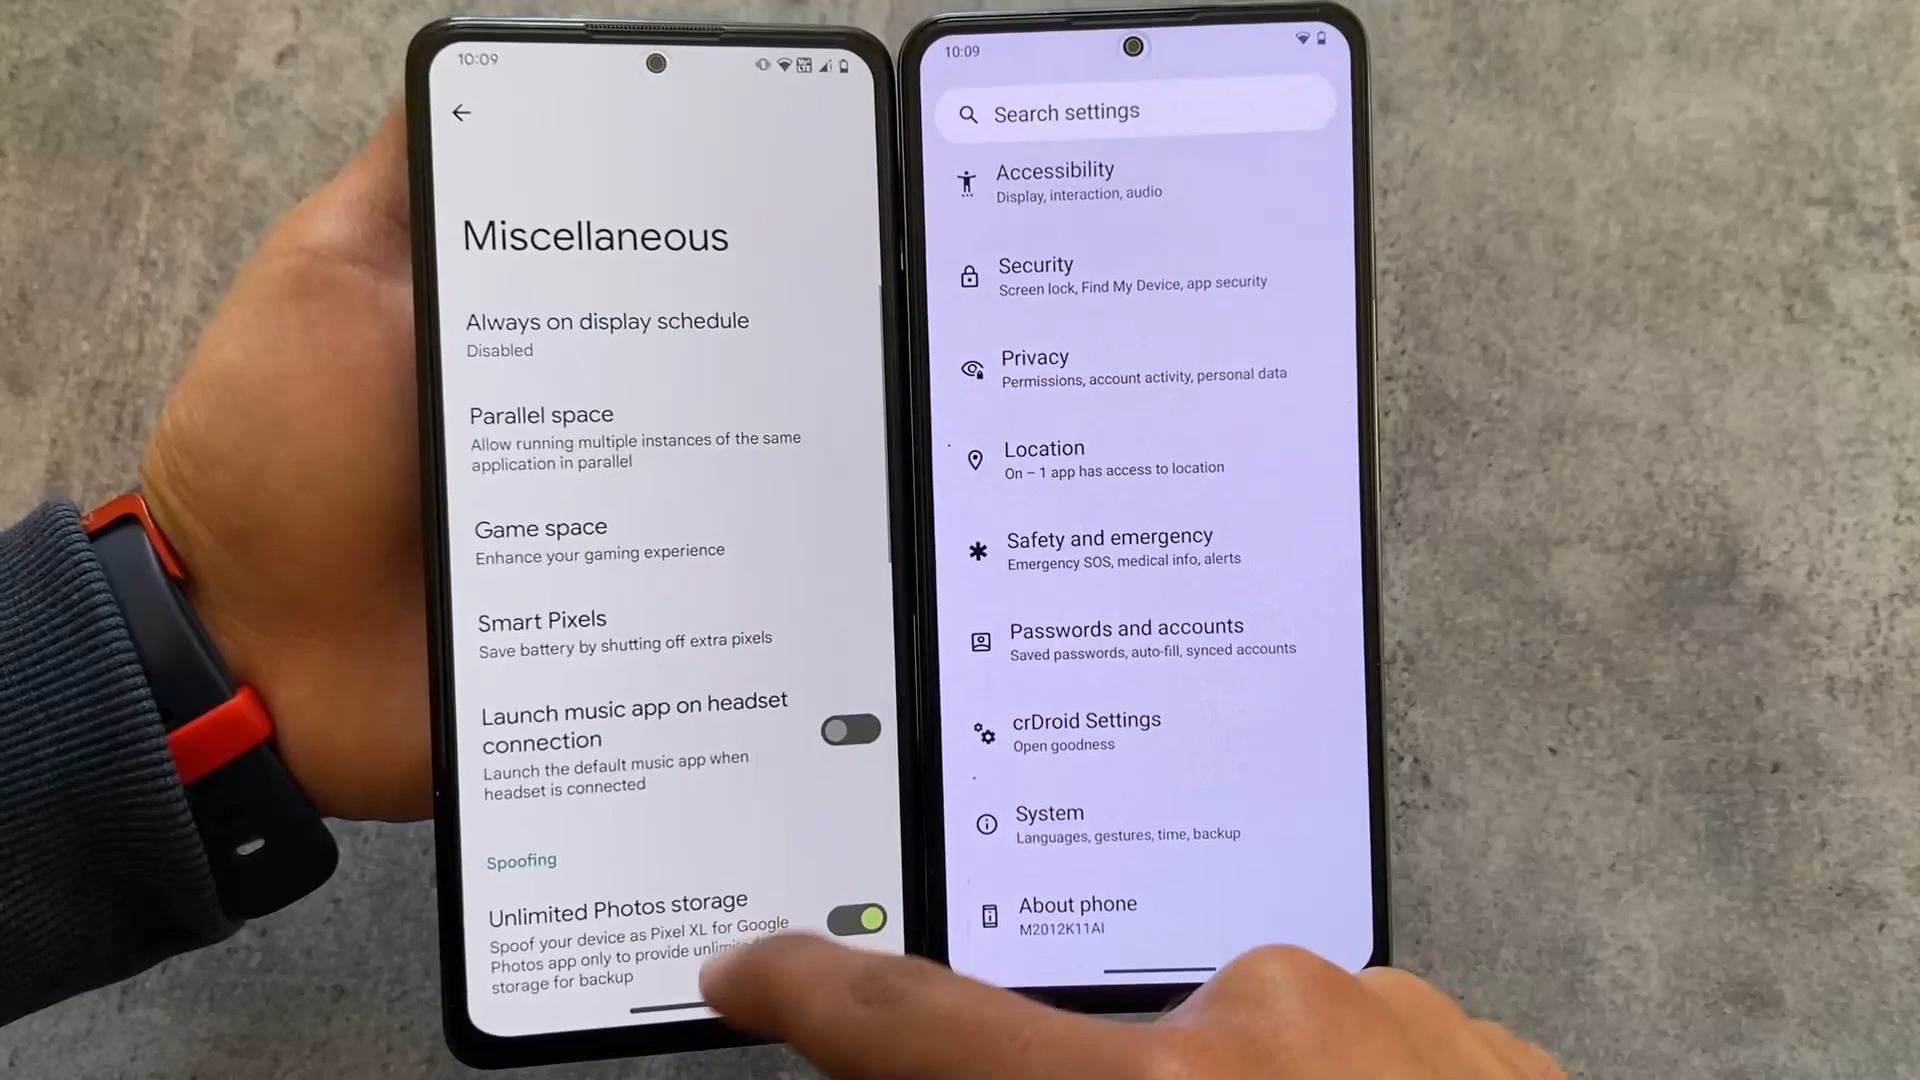 10:09
Miscellaneous
Always on display schedule
Disabled
Parallel space
Allow running multiple instances of the same
application in parallel
Game space
Enhance your gaming experience
Smart Pixels
Save battery by shutting off extra pixels
Launch music app on headset
connection
Launch the default music app when
headset is connected
Spoofing
Unlimited Photos storage
Spoof your device as Pixel XL for Google
Photos app only to provide
storage for backup
10:09
Search settings
Accessibility
Display, interaction, audio
Security
Screen lock, Find My Device, app security
Privacy
Permissions, account activity, personal data
Location
On – 1 app has access to location
Safety and emergency
Emergency SOS, medical info, alerts
Passwords and accounts
Saved passwords, auto-fill, synced accounts
crDroid Settings
Open goodness
System
Languages, gestures, time, backup
About phone
M2012K11AI